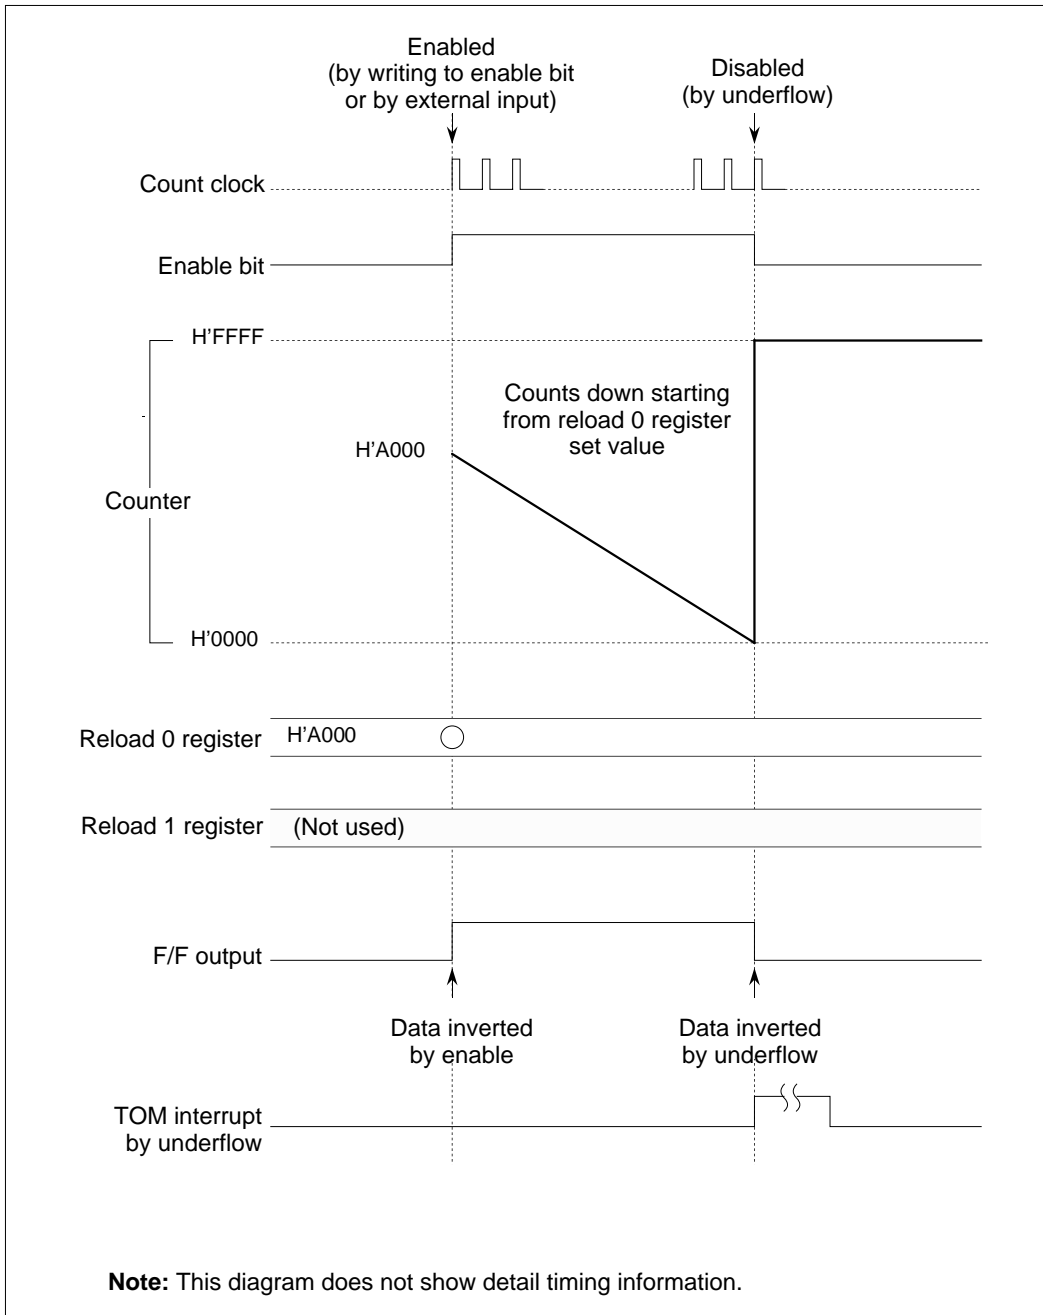 Enabled
(by writing to enable bit
or by external input)
Disabled
(by underflow)
Count clock
Enable bit
H’FFFF
Counts down starting
from reload 0 register
set value
H’A000
Counter
H’0000
Reload 0 register
H’A000
Reload 1 register
(Not used)
F/F output
Data inverted
by enable
Data inverted
by underflow
TOM interrupt
by underflow
Note: This diagram does not show detail timing information.